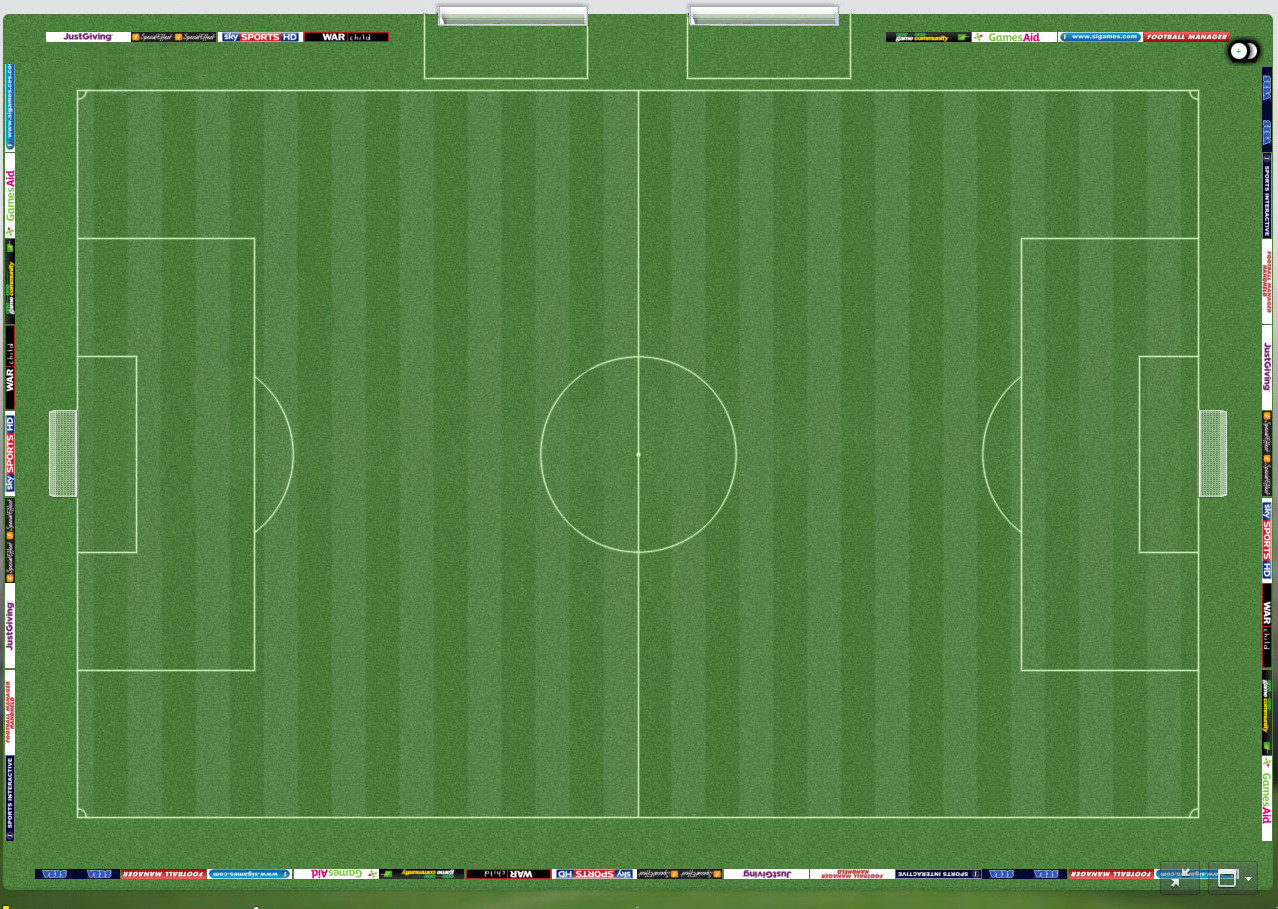 JustGiving
SpecialEffect SpecialEffect
sky SPORTS HD
WAR child
game community
GamesAid
www.sigames.com
FOOTBALL MANAGER
www.sigames.com
GamesAid
game community
WAR child
sky SPORTS HD
SpecialEffect SpecialEffect
JustGiving
FOOTBALL MANAGER HANDHELD
SPORTS INTERACTIVE
SEGA
SEGA
SPORTS INTERACTIVE
FOOTBALL MANAGER HANDHELD
JustGiving
SpecialEffect SpecialEffect
sky SPORTS HD
WAR child
game community
GamesAid
SEGA SEGA
FOOTBALL MANAGER
www.sigames.com
GamesAid
game community
WAR child
sky SPORTS HD
SpecialEffect SpecialEffect
JustGiving
FOOTBALL MANAGER HANDHELD
SPORTS INTERACTIVE
SEGA SEGA
FOOTBALL MANAGER